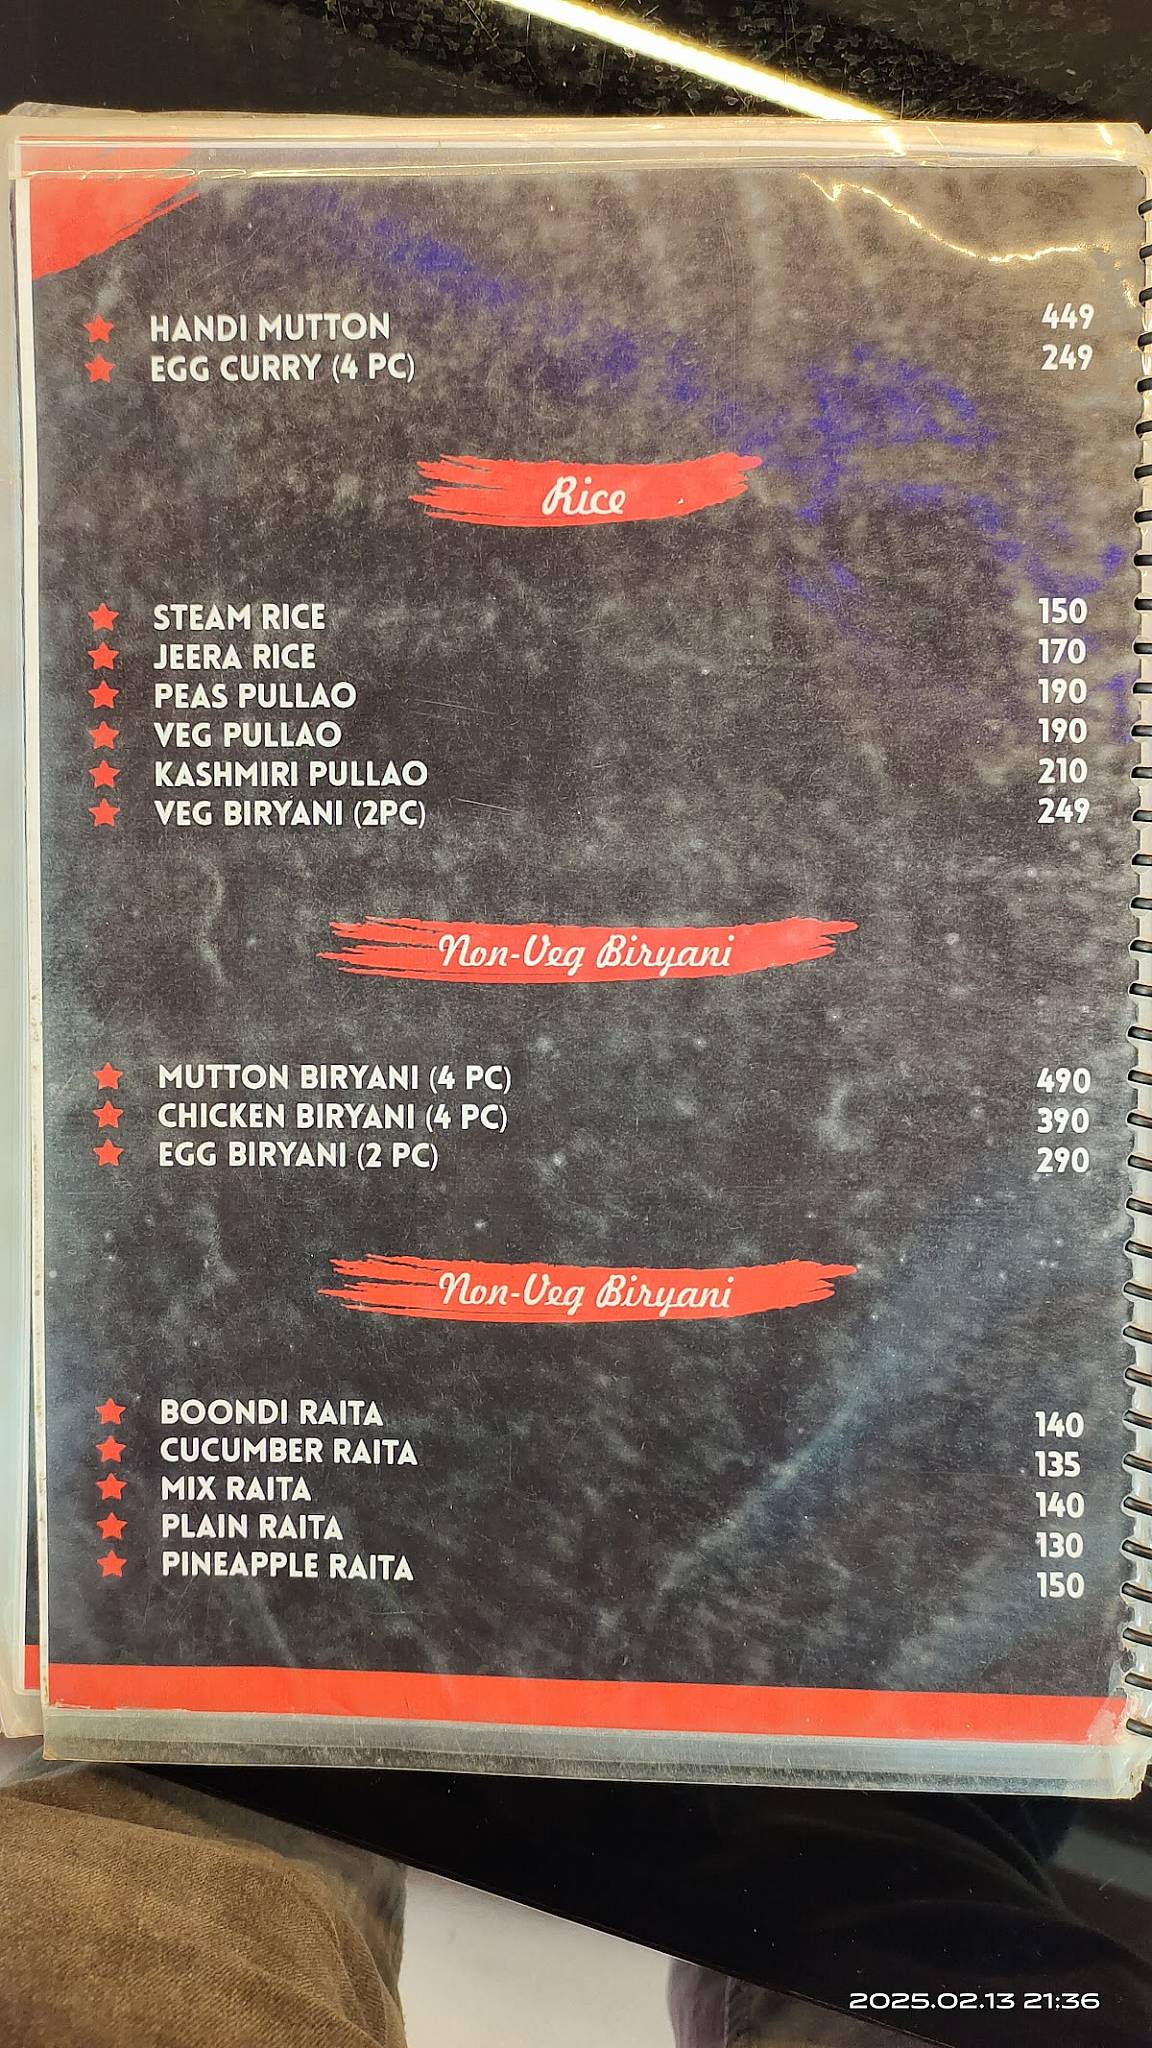 HANDI MUTTON 449
EGG CURRY (4 PC) 249
Rice
STEAM RICE 150
JEERA RICE 170
PEAS PULLAO 190
VEG PULLAO 190
KASHMIRI PULLAO 210
VEG BIRYANI (2PC) 249
Non-Veg Biryani
MUTTON BIRYANI (4 PC) 490
CHICKEN BIRYANI (4 PC) 390
EGG BIRYANI (2 PC) 290
Non-Veg Biryani
BOONDI RAITA 140
CUCUMBER RAITA 135
MIX RAITA 140
PLAIN RAITA 130
PINEAPPLE RAITA 150
2025.02.13 21:36